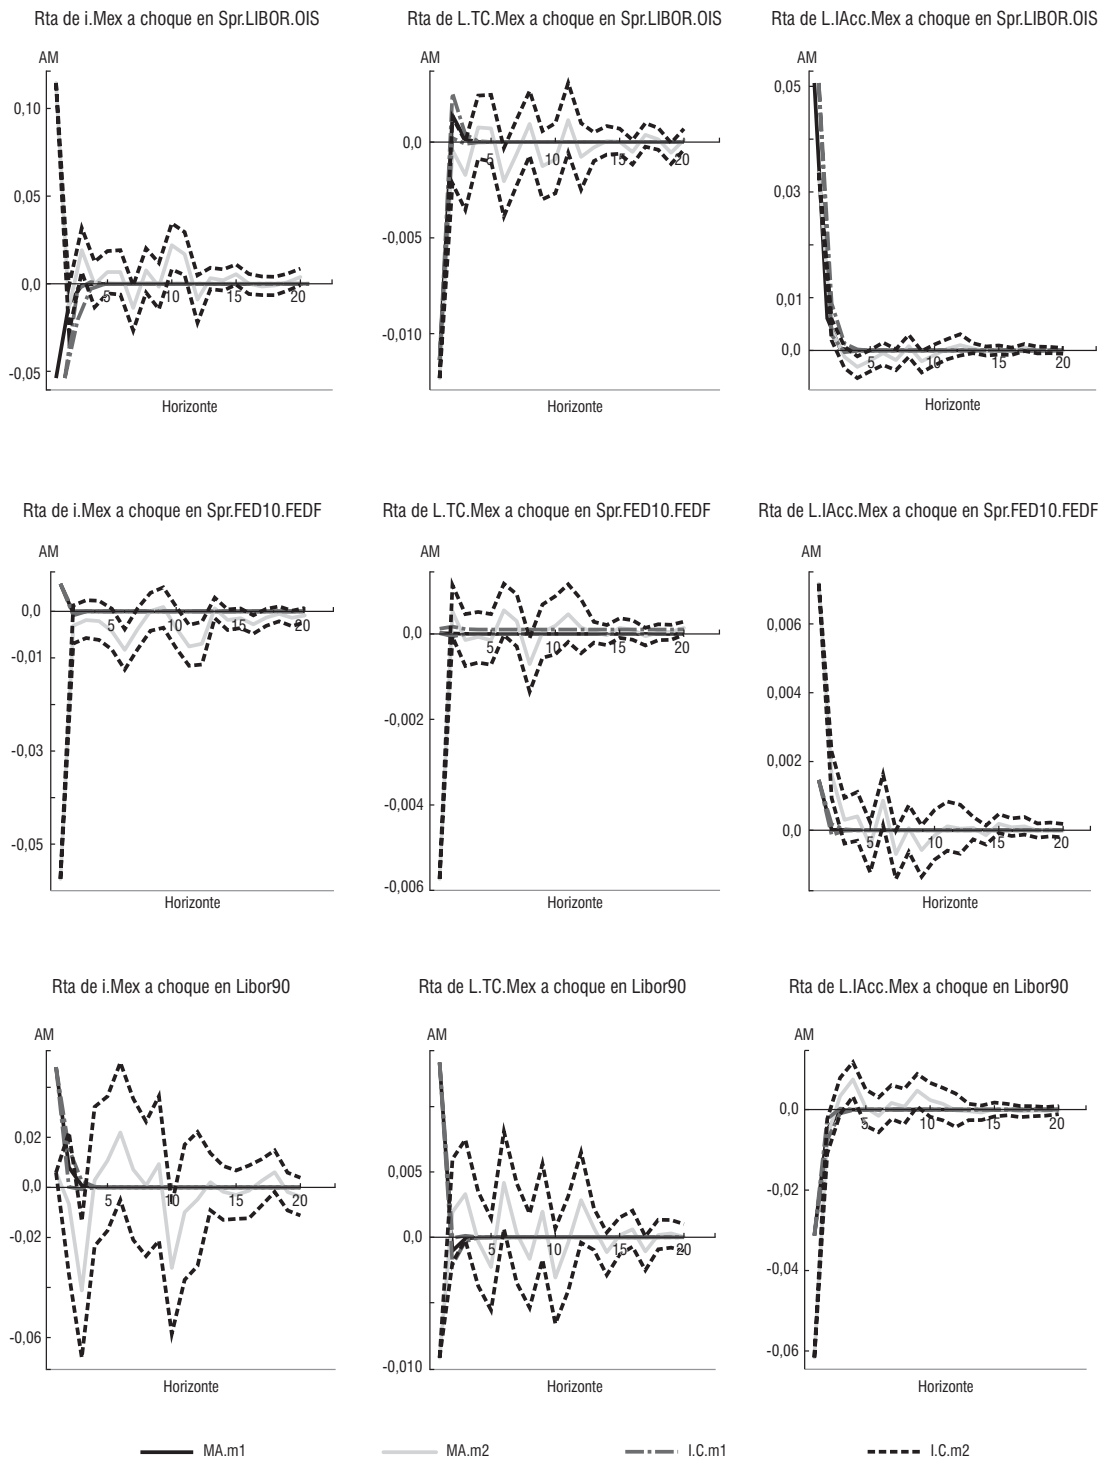 Rta de i.Mex a choque en Spr.LIBOR.OIS
AM
0,10
0,05
0,0
-0,05
5
10
15
20
Horizonte
Rta de L.TC.Mex a choque en Spr.LIBOR.OIS
AM
0,0
-0,005
-0,010
5
10
15
20
Horizonte
Rta de L.IAcc.Mex a choque en Spr.LIBOR.OIS
AM
0,05
0,03
0,01
0,0
5
10
15
20
Horizonte
Rta de i.Mex a choque en Spr.FED10.FEDF
AM
0,0
-0,01
-0,03
-0,05
5
10
15
20
Horizonte
Rta de L.TC.Mex a choque en Spr.FED10.FEDF
AM
0,0
-0,002
-0,004
-0,006
5
10
15
20
Horizonte
Rta de L.IAcc.Mex a choque en Spr.FED10.FEDF
AM
0,006
0,004
0,002
0,0
5
10
15
20
Horizonte
Rta de i.Mex a choque en Libor90
AM
0,02
0,0
-0,02
-0,06
5
10
15
20
Horizonte
Rta de L.TC.Mex a choque en Libor90
AM
0,005
0,0
-0,010
5
10
15
20
Horizonte
Rta de L.IAcc.Mex a choque en Libor90
AM
0,0
-0,02
-0,04
-0,06
5
10
15
20
Horizonte
MA.m1
MA.m2
I.C.m1
I.C.m2